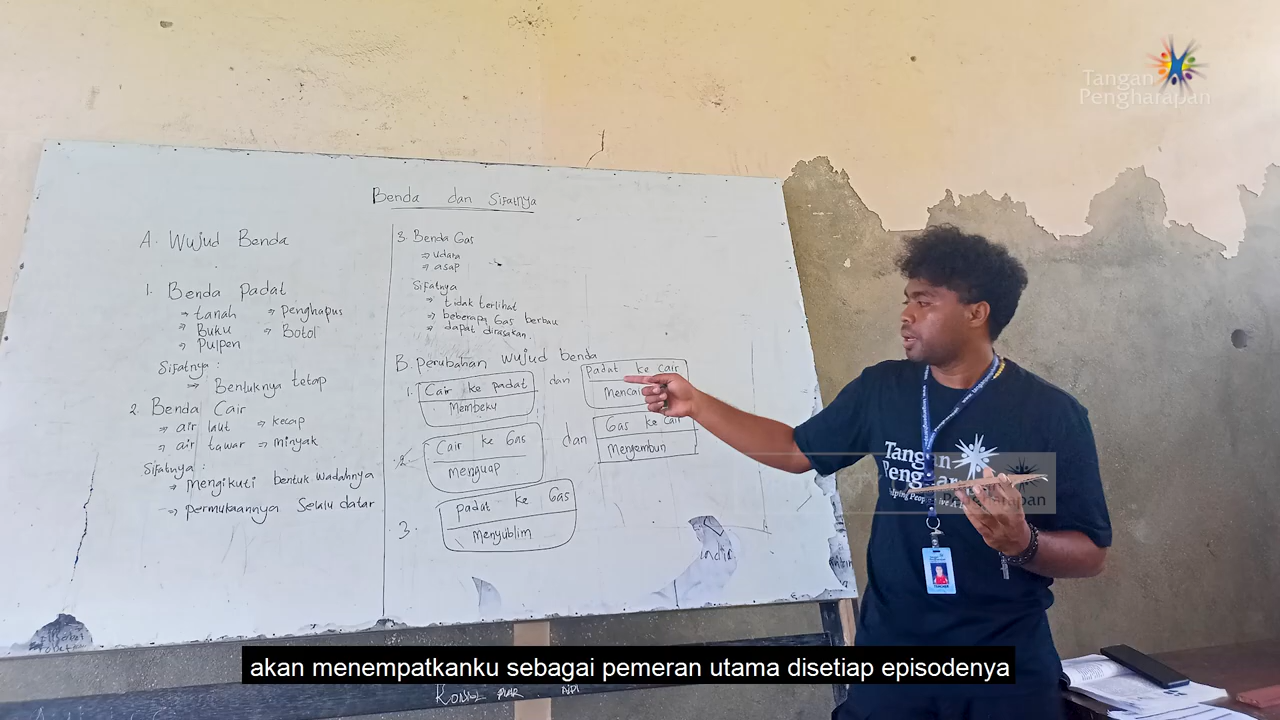 Tangan
Pengharapan
Benda dan Sifatnya
A. Wujud Benda
1. Benda Padat
⇒ tanah ⇒ penghapus
⇒ Buku ⇒ Botol
⇒ Pulpen
Sifatnya :
⇒ Bentuknya tetap
2. Benda Cair
⇒ air laut ⇒ kecap
⇒ air tawar ⇒ minyak
Sifatnya :
⇒ mengikuti bentuk wadahnya
⇒ permukaannya Selalu datar
3. Benda Gas
⇒ udara
⇒ asap
Sifatnya
⇒ tidak terlihat
⇒ beberapa Gas berbau
⇒ dapat dirasakan.
B. perubahan wujud benda
1. Cair ke padat dan Padat ke Cair
Membeku Mencair
2. Cair ke Gas dan Gas ke Cair
menguap Mengembun
3. padat ke Gas
Menyublim
Tangan
TEACHER
akan menempatkanku sebagai pemeran utama disetiap episodenya